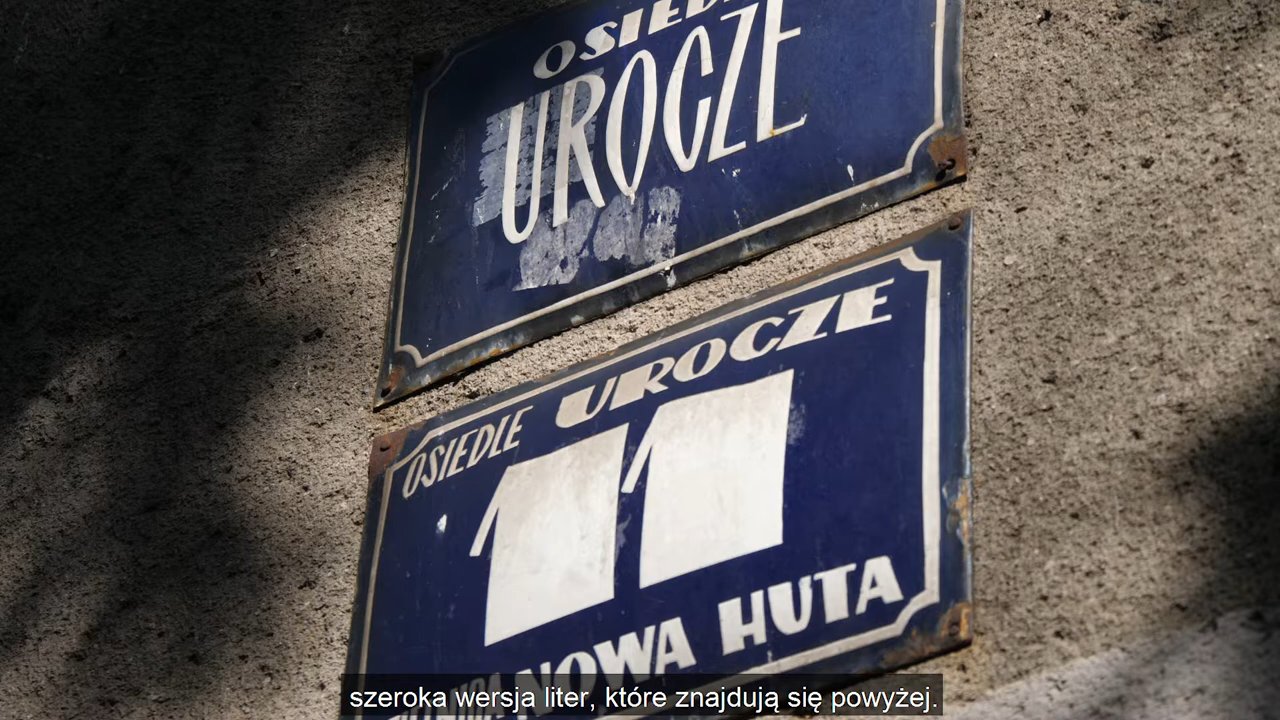 OSIEDLE
UROCZE
OSIEDLE UROCZE
11
NOWA HUTA
szeroka wersja liter, które znajdują się powyżej.